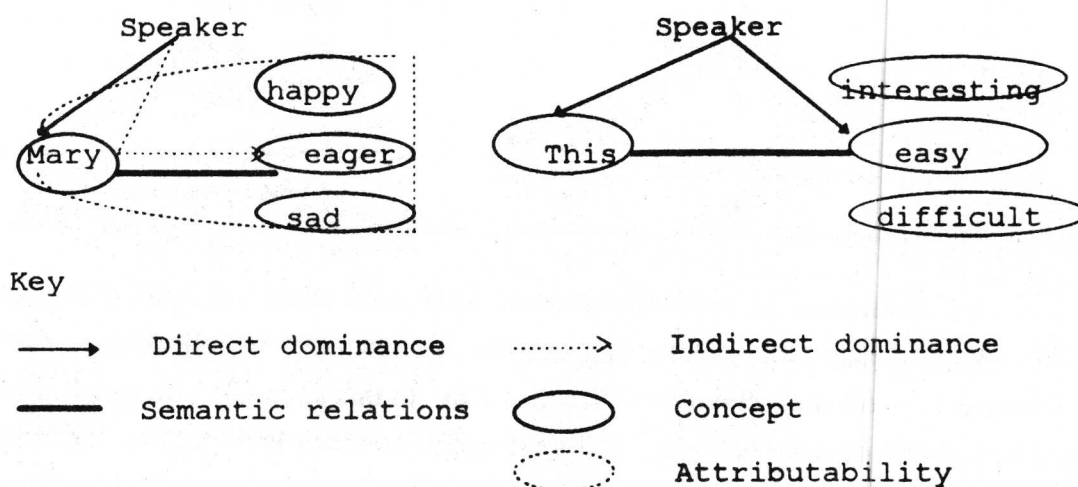 Speaker
Speaker
happy
interesting
Mary
eager
This
easy
sad
difficult
Key
Direct dominance
Indirect dominance
Semantic relations
Concept
Attributability